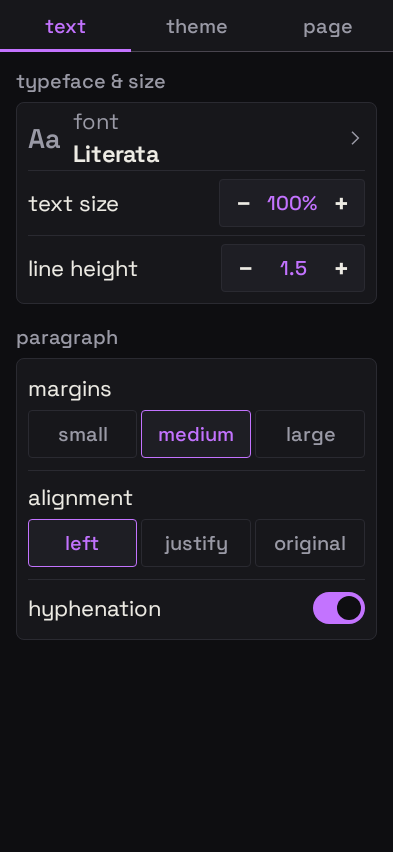 text theme page
typeface & size
Aa font
Literata
text size − 100% +
line height − 1.5 +
paragraph
margins
small medium large
alignment
left justify original
hyphenation